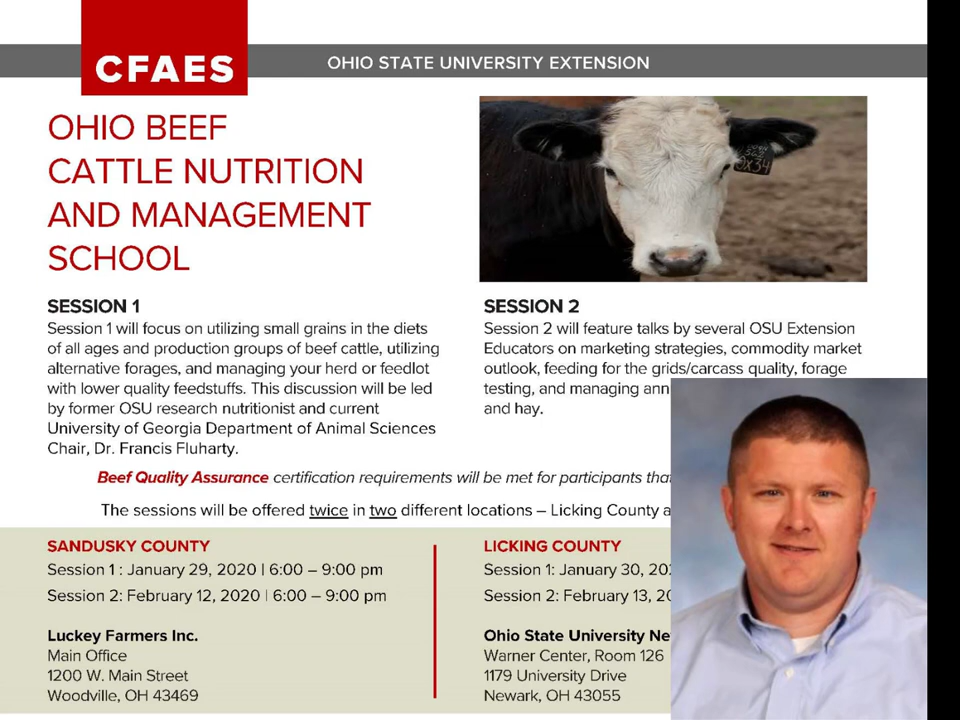 CFAES
OHIO STATE UNIVERSITY EXTENSION
OHIO BEEF
CATTLE NUTRITION
AND MANAGEMENT
SCHOOL
SESSION 1
Session 1 will focus on utilizing small grains in the diets
of all ages and production groups of beef cattle, utilizing
alternative forages, and managing your herd or feedlot
with lower quality feedstuffs. This discussion will be led
by former OSU research nutritionist and current
University of Georgia Department of Animal Sciences
Chair, Dr. Francis Fluharty.
SESSION 2
Session 2 will feature talks by several OSU Extension
Educators on marketing strategies, commodity market
outlook, feeding for the grids/carcass quality, forage
testing, and managing ann
and hay.
Beef Quality Assurance certification requirements will be met for participants that
The sessions will be offered twice in two different locations – Licking County a
SANDUSKY COUNTY
Session 1 : January 29, 2020 | 6:00 – 9:00 pm
Session 2: February 12, 2020 | 6:00 – 9:00 pm
Luckey Farmers Inc.
Main Office
1200 W. Main Street
Woodville, OH 43469
LICKING COUNTY
Session 1: January 30, 202
Session 2: February 13, 20
Ohio State University Ne
Warner Center, Room 126
1179 University Drive
Newark, OH 43055